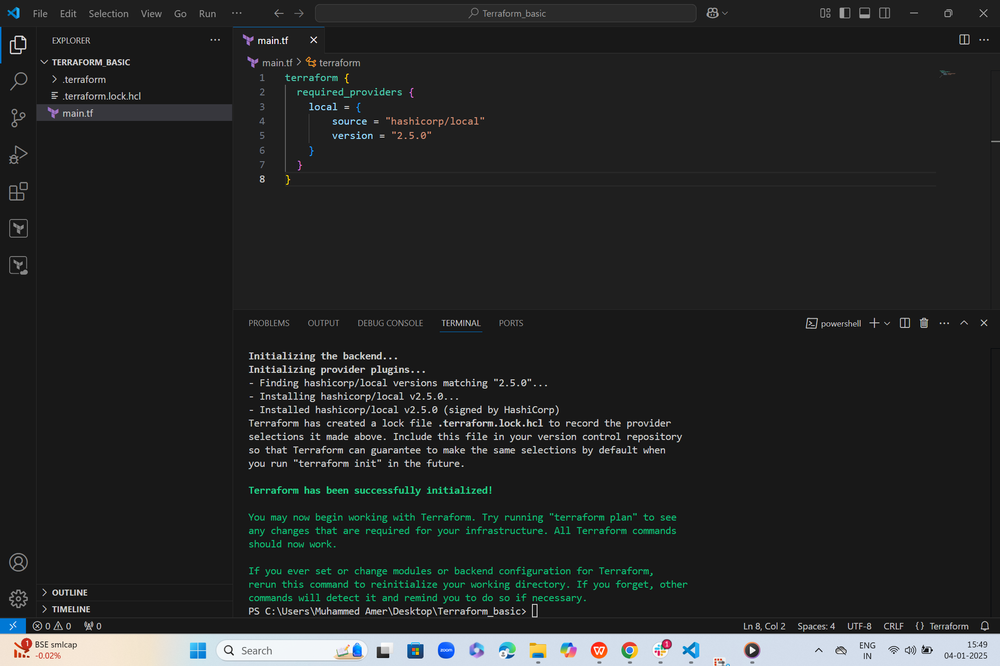 File Edit Selection View Go Run ...
Terraform_basic
EXPLORER
TERRAFORM_BASIC
.terraform
.terraform.lock.hcl
main.tf
main.tf
main.tf > terraform
1 terraform {
2 required_providers {
3 local = {
4 source = "hashicorp/local"
5 version = "2.5.0"
6 }
7 }
8 }
PROBLEMS OUTPUT DEBUG CONSOLE TERMINAL PORTS
powershell
Initializing the backend...
Initializing provider plugins...
- Finding hashicorp/local versions matching "2.5.0"...
- Installing hashicorp/local v2.5.0...
- Installed hashicorp/local v2.5.0 (signed by HashiCorp)
Terraform has created a lock file .terraform.lock.hcl to record the provider
selections it made above. Include this file in your version control repository
so that Terraform can guarantee to make the same selections by default when
you run "terraform init" in the future.
Terraform has been successfully initialized!
You may now begin working with Terraform. Try running "terraform plan" to see
any changes that are required for your infrastructure. All Terraform commands
should now work.
If you ever set or change modules or backend configuration for Terraform,
rerun this command to reinitialize your working directory. If you forget, other
commands will detect it and remind you to do so if necessary.
PS C:\Users\Muhammed Amer\Desktop\Terraform_basic>
OUTLINE
TIMELINE
0 0 0
Ln 8, Col 2 Spaces: 4 UTF-8 CRLF {} Terraform
1
BSE smlcap
-0.02%
Search
zoom
W
1
ENG
IN
15:49
04-01-2025